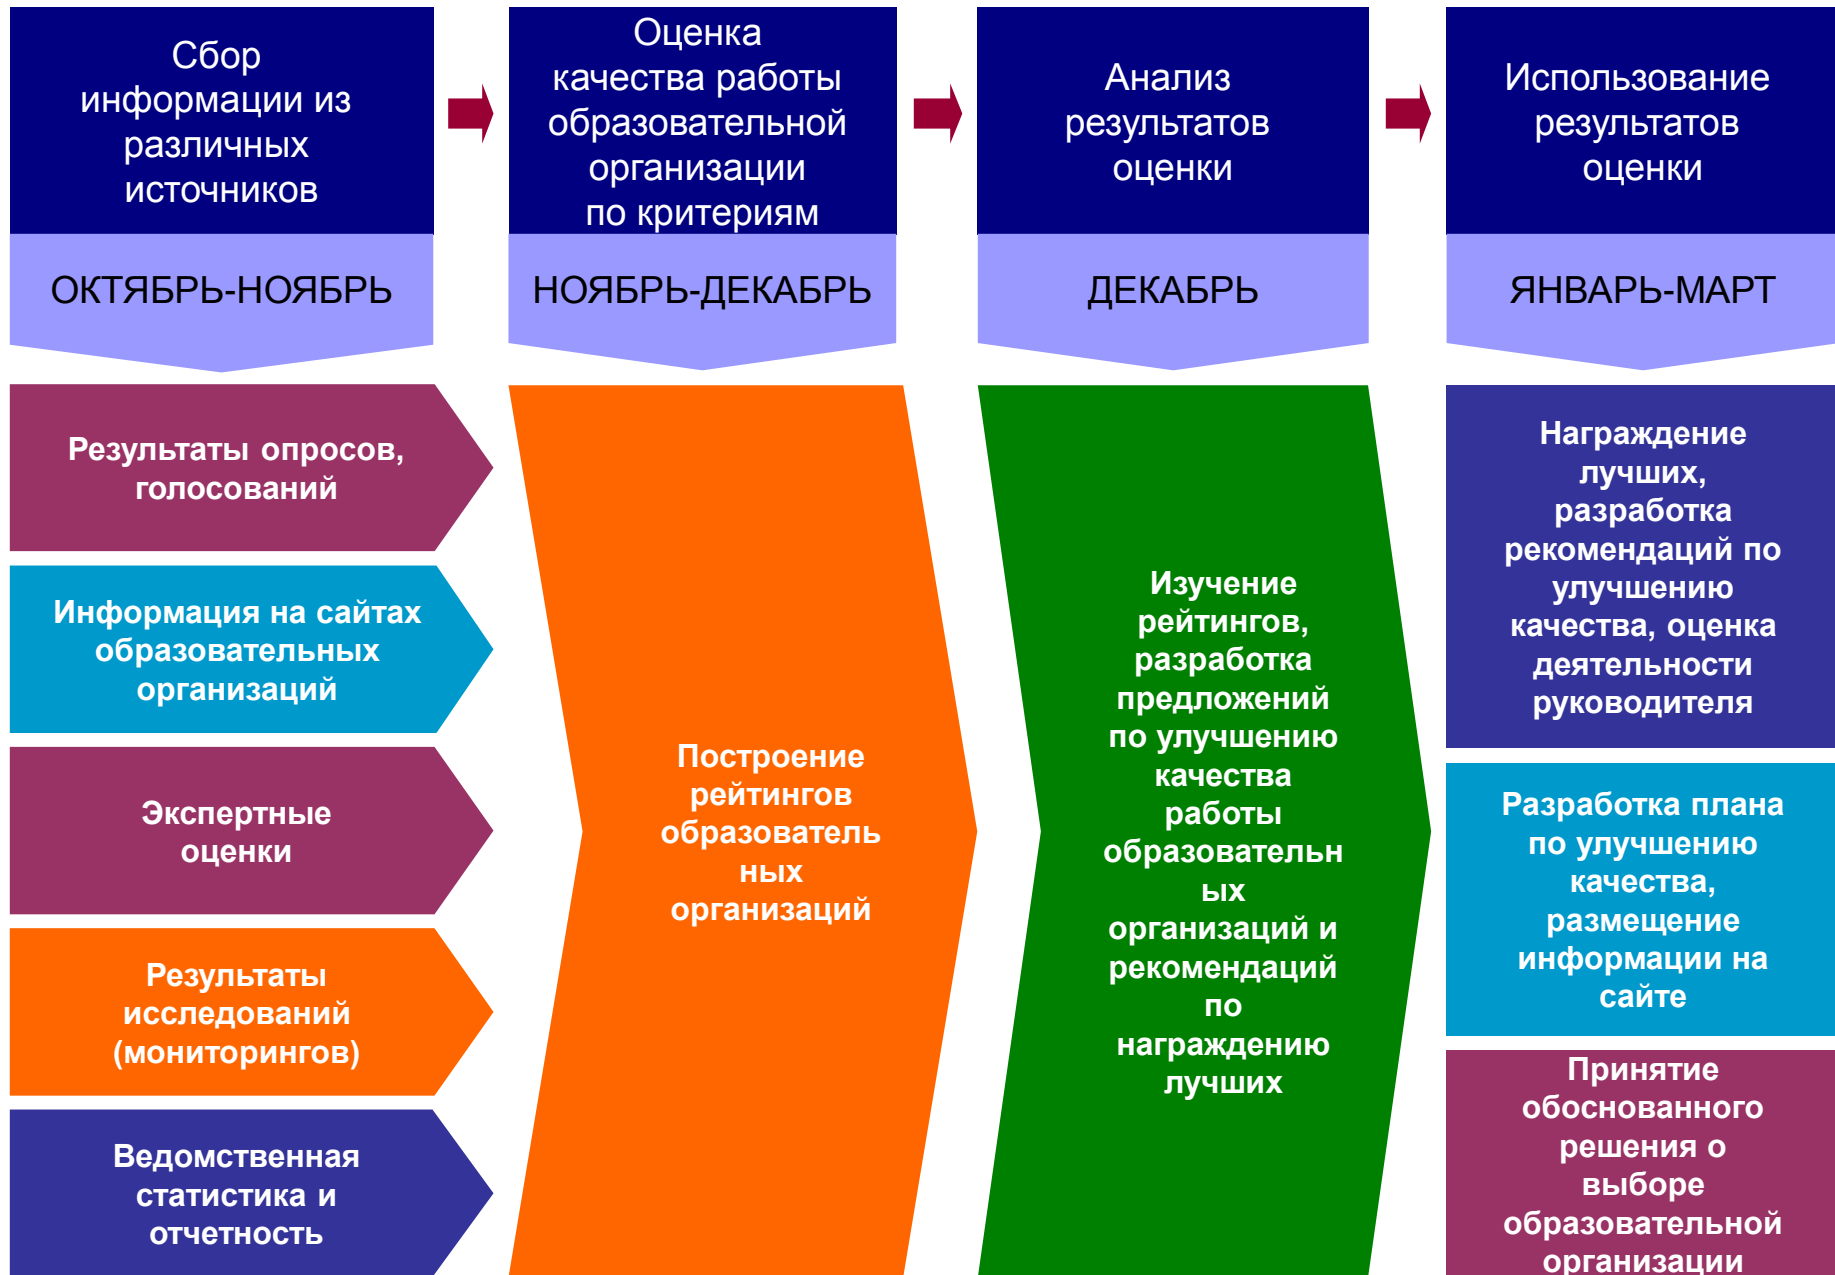 Сбор
информации из
различных
источников
Оценка
качества работы
образовательной
организации
по критериям
Анализ
результатов
оценки
Использование
результатов
оценки
ОКТЯБРЬ-НОЯБРЬ
НОЯБРЬ-ДЕКАБРЬ
ДЕКАБРЬ
ЯНВАРЬ-МАРТ
Результаты опросов,
голосований
Информация на сайтах
образовательных
организаций
Экспертные
оценки
Результаты
исследований
(мониторингов)
Ведомственная
статистика и
отчетность
Построение
рейтингов
образователь
ных
организаций
Изучение
рейтингов,
разработка
предложений
по улучшению
качества
работы
образовательн
ых
организаций и
рекомендаций
по
награждению
лучших
Награждение
лучших,
разработка
рекомендаций по
улучшению
качества, оценка
деятельности
руководителя
Разработка плана
по улучшению
качества,
размещение
информации на
сайте
Принятие
обоснованного
решения о
выборе
образовательной
организации